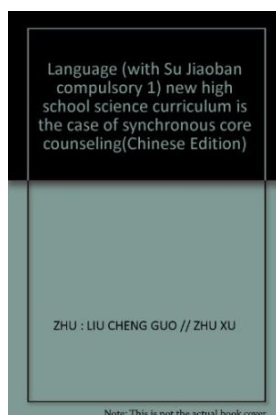 Language (with Su Jiaoban
compulsory 1) new high
school science curriculum is
the case of synchronous core
counseling(Chinese Edition)
ZHU : LIU CHENG GUO // ZHU XU
Note: This is not the actual book cover